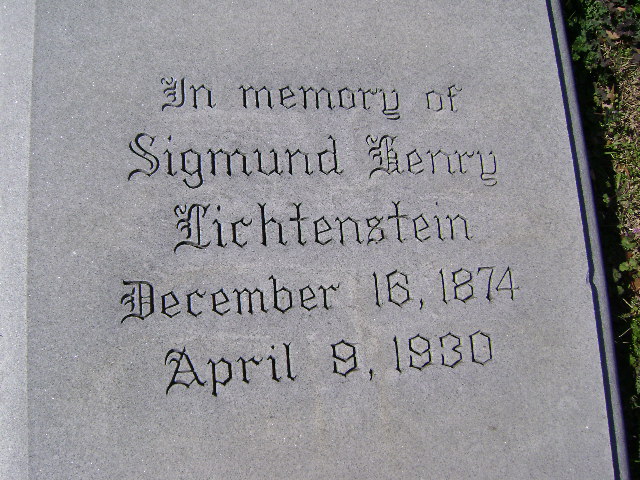 In memory of
Sigmund Henry
Lichtenstein
December 16, 1874
April 9, 1930